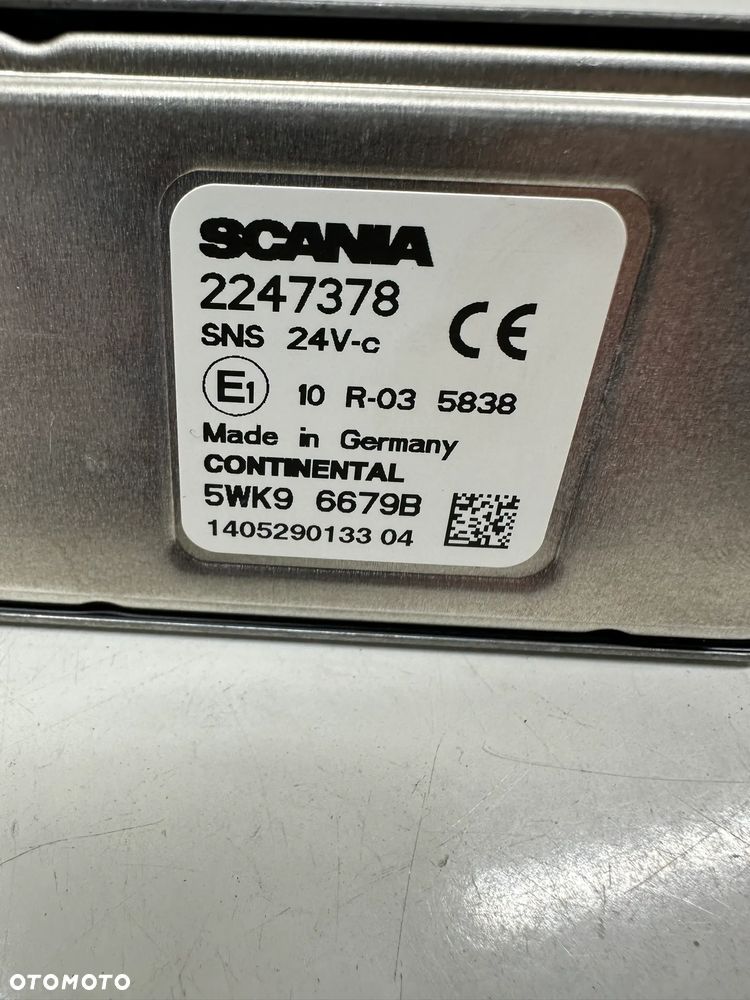 SCANIA
2247378
SNS 24V-c
CE
E1 10 R-03 5838
Made in Germany
CONTINENTAL
5WK9 6679B
1405290133 04
OTOMOTO